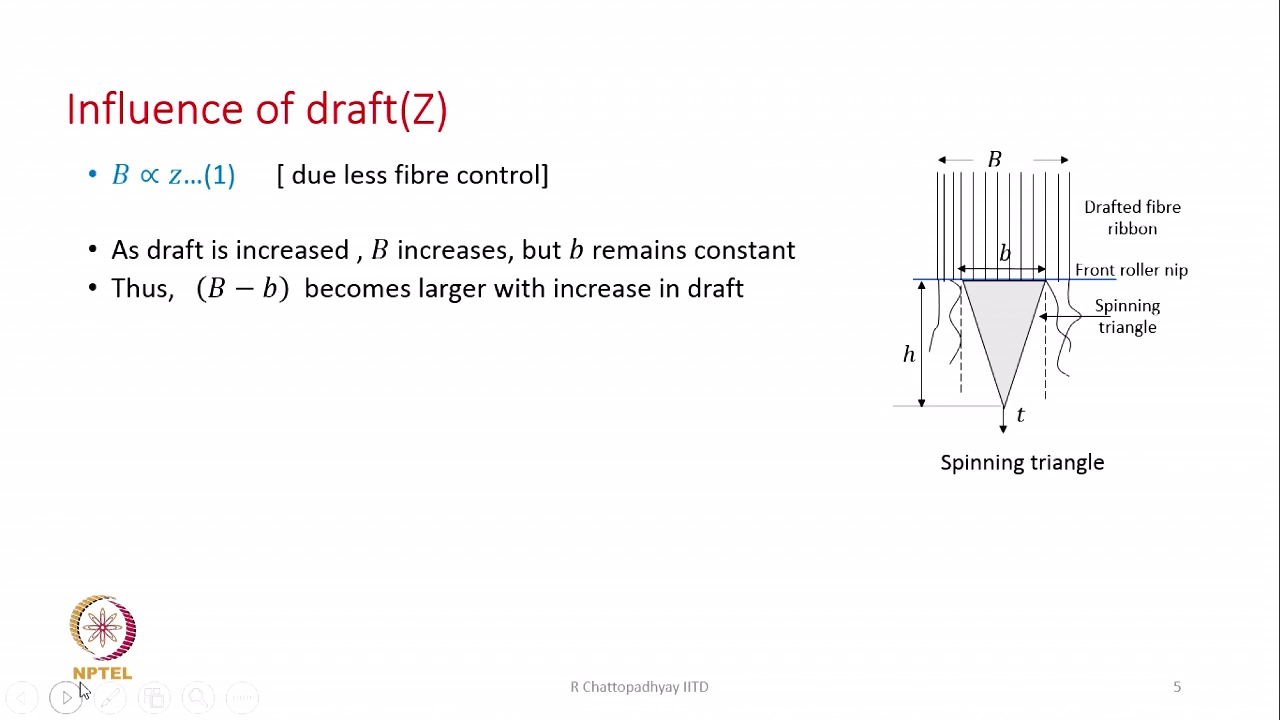 Influence of draft(Z)
• B ∝ z…(1) [ due less fibre control]
• As draft is increased , B increases, but b remains constant
• Thus, (B − b) becomes larger with increase in draft
B
Drafted fibre
ribbon
b
Front roller nip
Spinning
triangle
h
t
Spinning triangle
NPTEL
R Chattopadhyay IITD
5